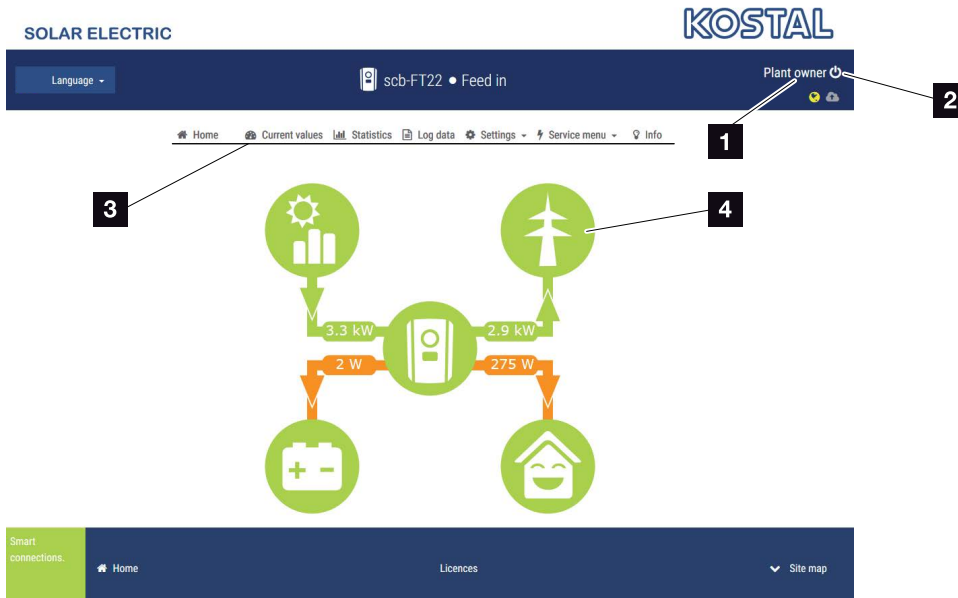 SOLAR ELECTRIC
KOSTAL
Language
scb-FT22 ● Feed in
Plant owner
2
1
Home Current values Statistics Log data Settings Service menu Info
3
4
3.3 kW 2.9 kW
2 W 275 W
+ -
Smart
connections.
Home Licences Site map